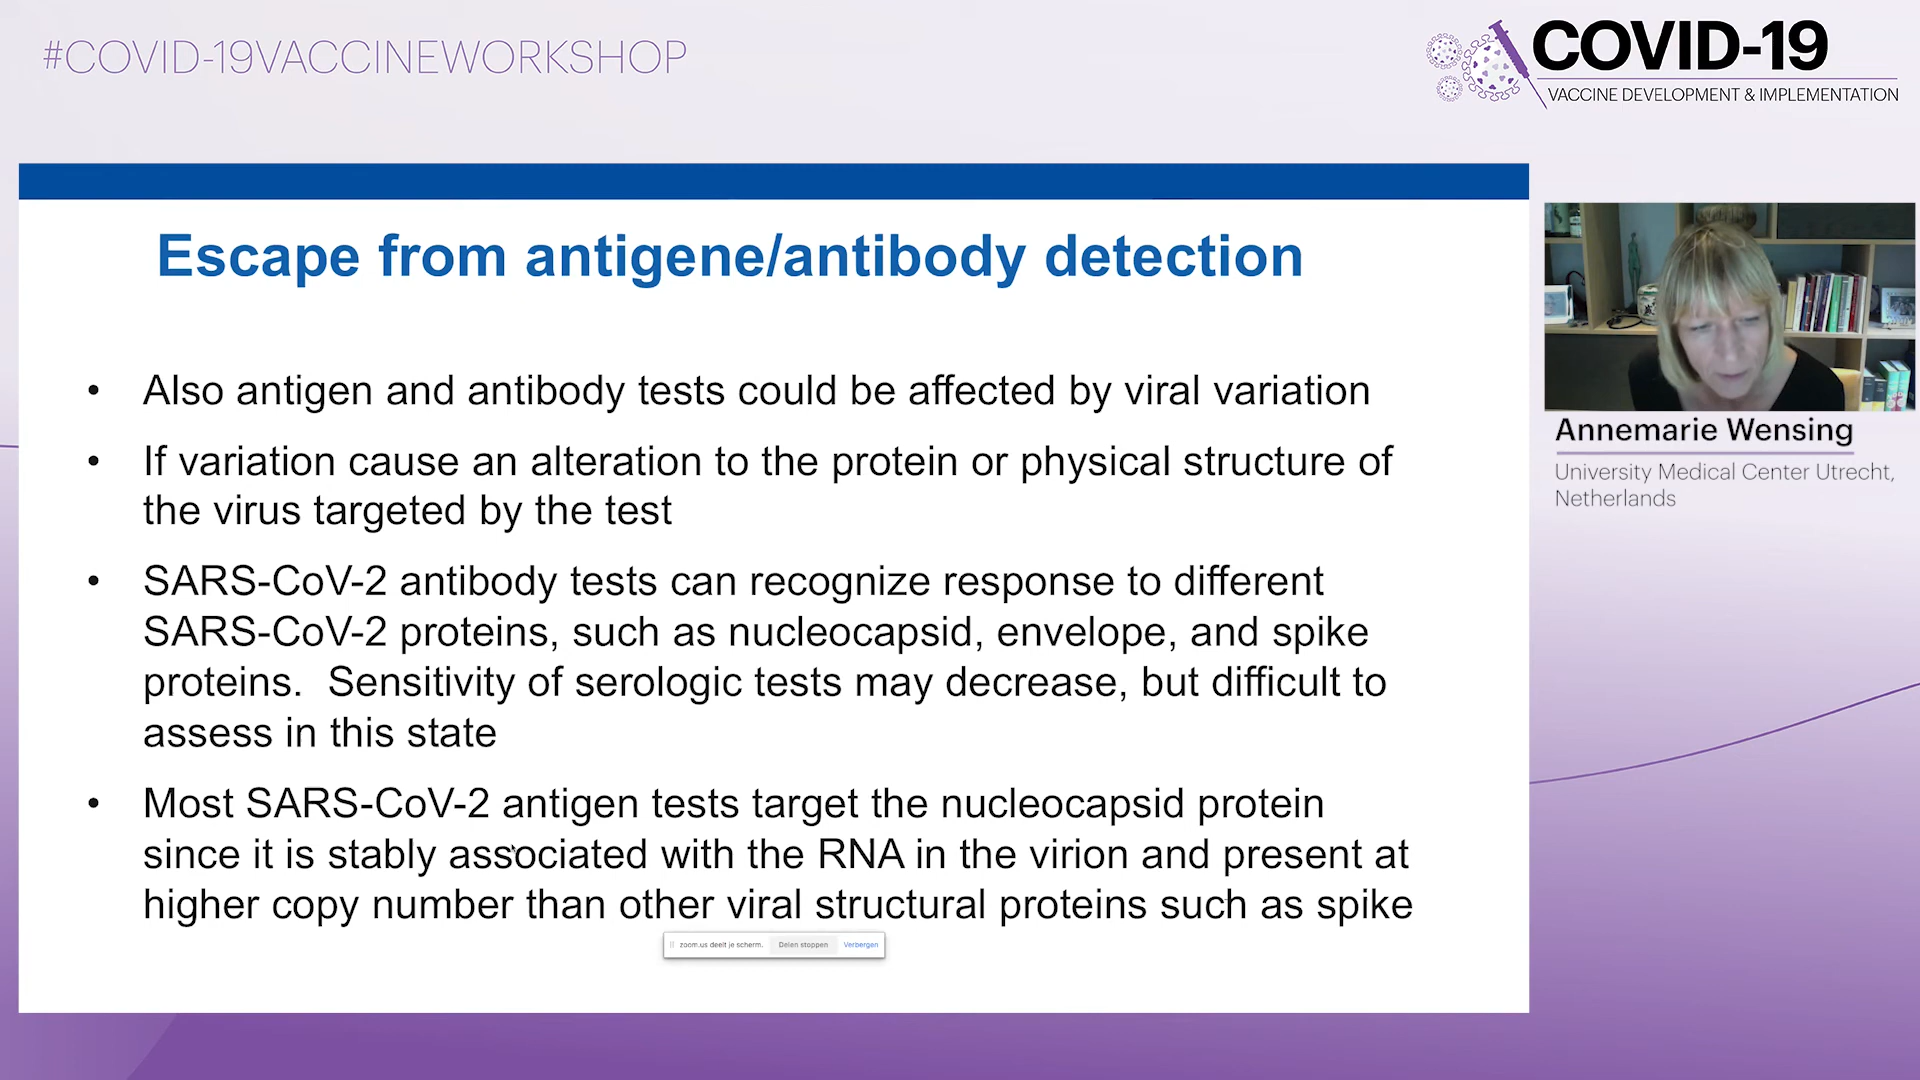 #COVID-19VACCINEWORKSHOP
COVID-19
VACCINE DEVELOPMENT & IMPLEMENTATION
Escape from antigene/antibody detection
• Also antigen and antibody tests could be affected by viral variation
• If variation cause an alteration to the protein or physical structure of
the virus targeted by the test
• SARS-CoV-2 antibody tests can recognize response to different
SARS-CoV-2 proteins, such as nucleocapsid, envelope, and spike
proteins.  Sensitivity of serologic tests may decrease, but difficult to
assess in this state
• Most SARS-CoV-2 antigen tests target the nucleocapsid protein
since it is stably associated with the RNA in the virion and present at
higher copy number than other viral structural proteins such as spike
zoom.us deelt je scherm. Delen stoppen Verbergen
Annemarie Wensing
University Medical Center Utrecht,
Netherlands